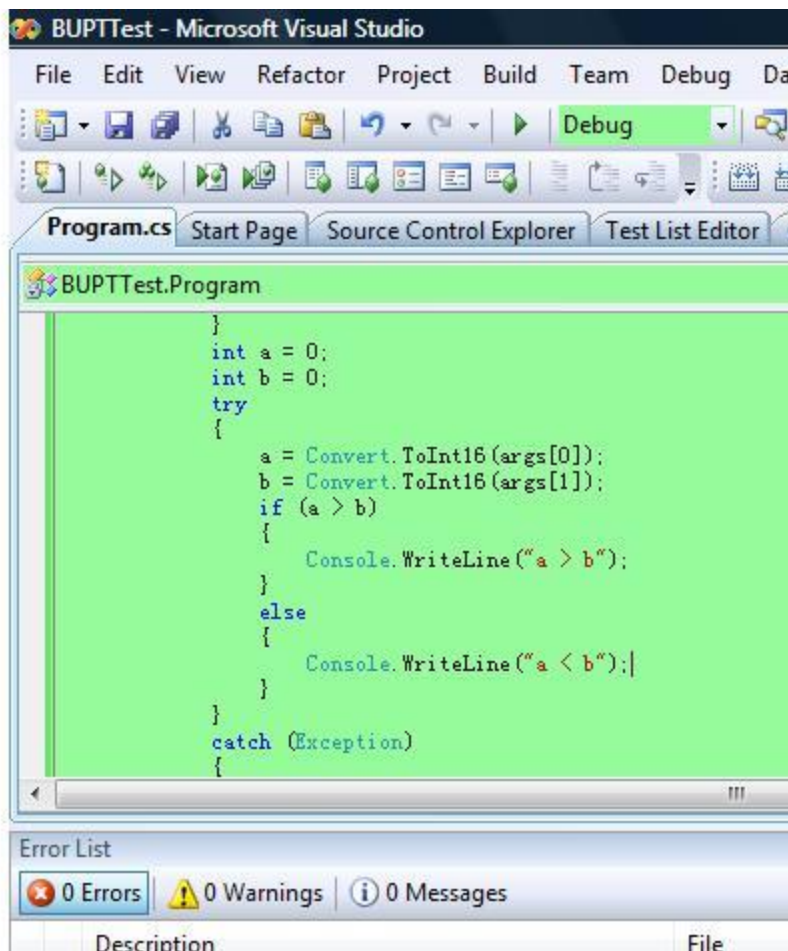 BUPTTest - Microsoft Visual Studio
File Edit View Refactor Project Build Team Debug Da
Debug
Program.cs Start Page Source Control Explorer Test List Editor
BUPTTest.Program
}
int a = 0;
int b = 0;
try
{
a = Convert.ToInt16(args[0]);
b = Convert.ToInt16(args[1]);
if (a > b)
{
Console.WriteLine("a > b");
}
else
{
Console.WriteLine("a < b");
}
}
catch (Exception)
{
Error List
0 Errors 0 Warnings 0 Messages
Description File